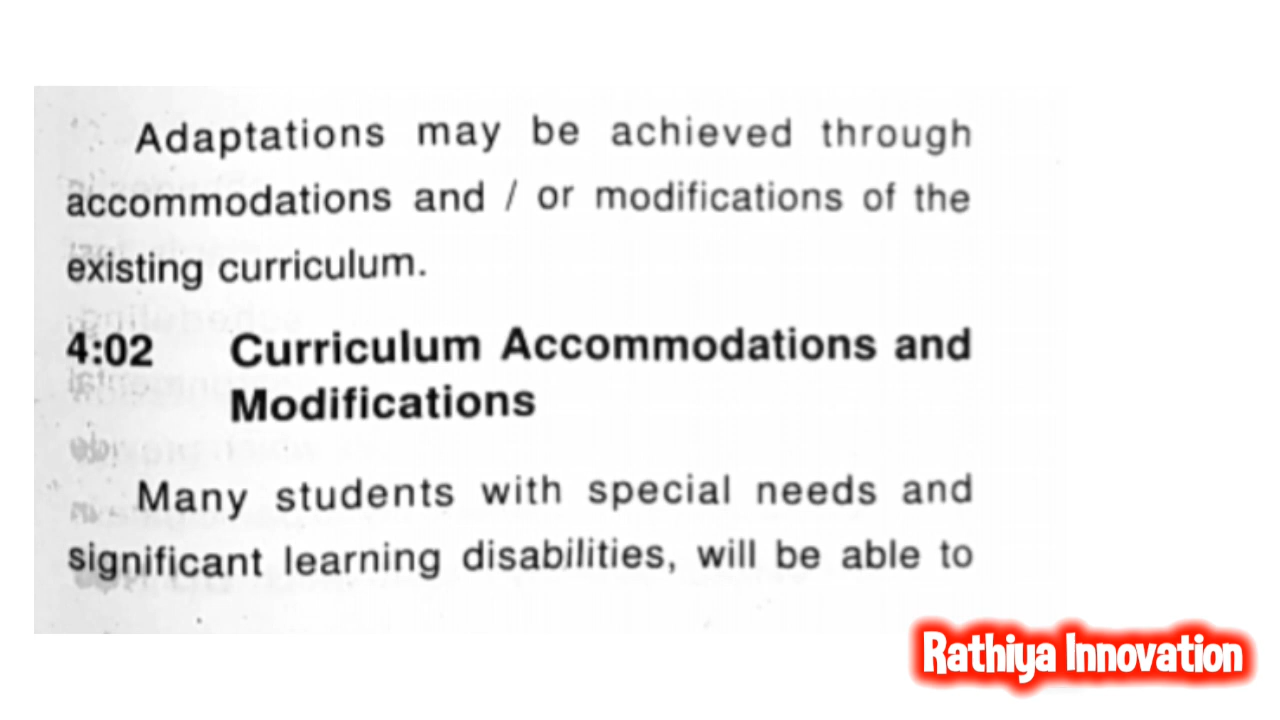 Adaptations may be achieved through
accommodations and / or modifications of the
existing curriculum.
4:02 Curriculum Accommodations and
Modifications
Many students with special needs and
significant learning disabilities, will be able to
Rathiya Innovation